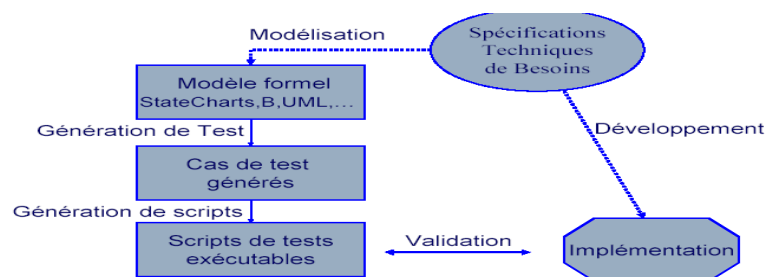 Modélisation
Spécifications
Techniques
de Besoins
Modèle formel
StateCharts,B,UML,...
Génération de Test
Développement
Cas de test
générés
Génération de scripts
Scripts de tests
exécutables
Validation
Implémentation